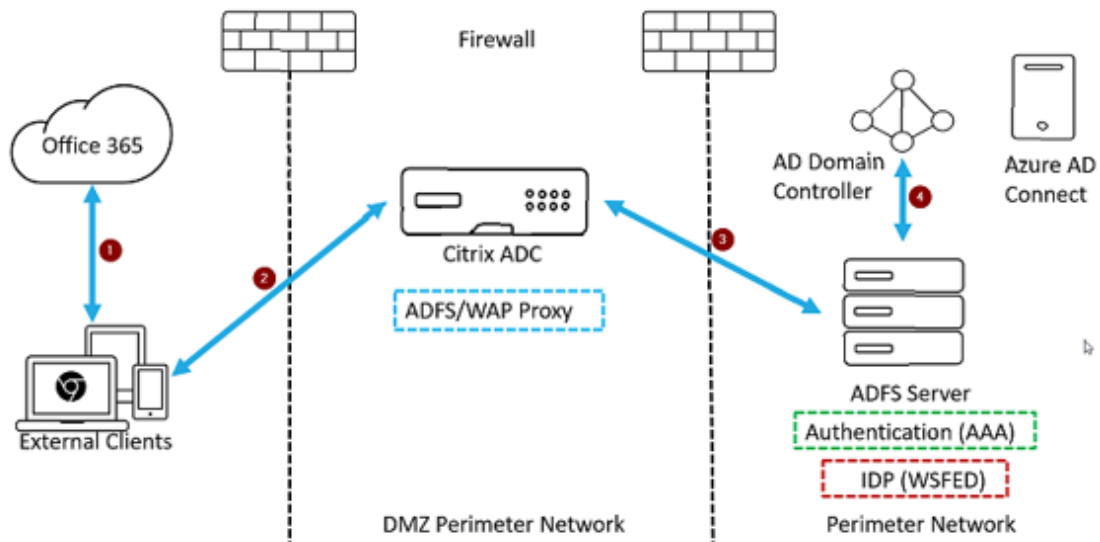 Firewall
Office 365
AD Domain
Controller
Azure AD
Connect
4
1
Citrix ADC
3
2
ADFS/WAP Proxy
External Clients
ADFS Server
Authentication (AAA)
IDP (WSFED)
DMZ Perimeter Network
Perimeter Network